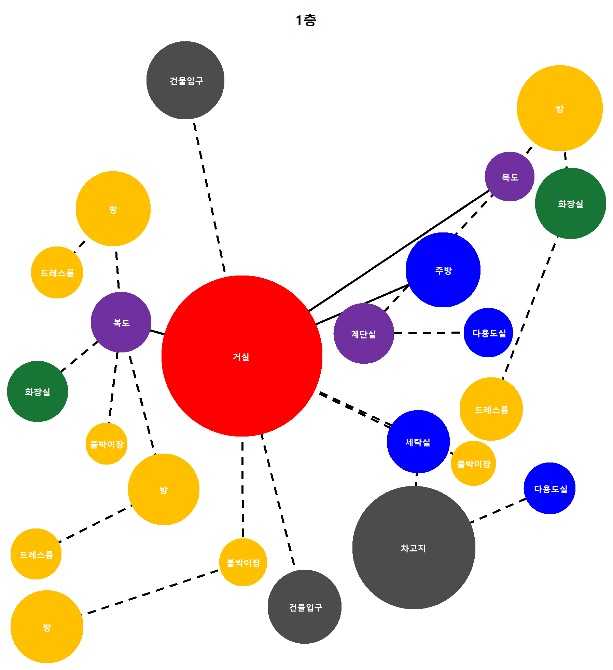 1층
건물입구
방
복도
화장실
방
주방
드레스룸
복도
계단실
다용도실
거실
화장실
드레스룸
세탁실
붙박이장
붙박이장
방
다용도실
차고지
드레스룸
붙박이장
건물입구
방